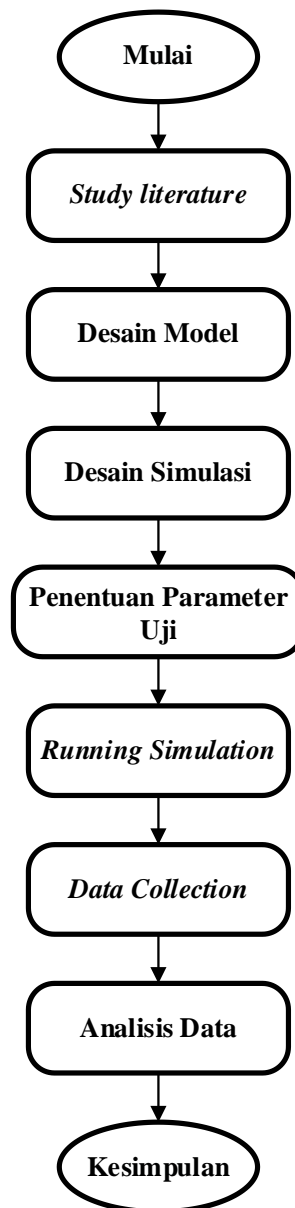 Mulai
Study literature
Desain Model
Desain Simulasi
Penentuan Parameter
Uji
Running Simulation
Data Collection
Analisis Data
Kesimpulan